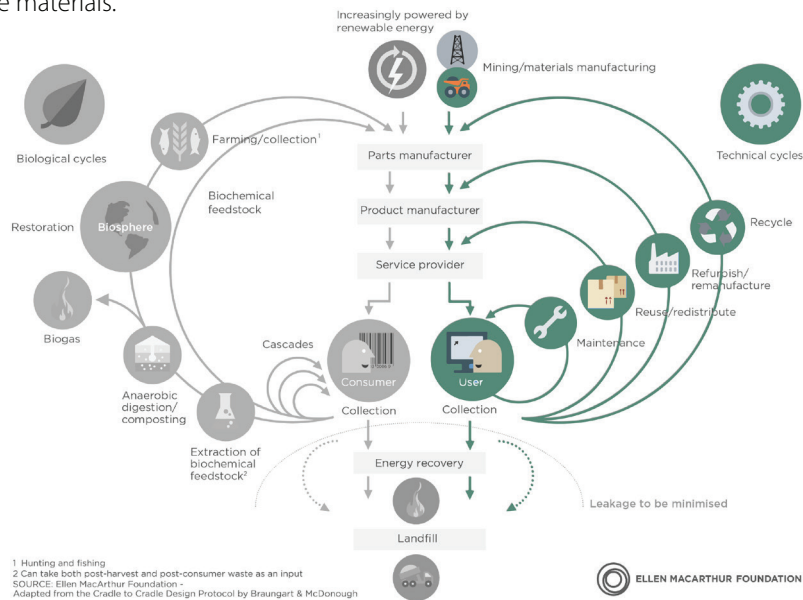 e materials.
Increasingly powered by
renewable energy
Mining/materials manufacturing
Biological cycles
Technical cycles
Farming/collection¹
Parts manufacturer
Biochemical
feedstock
Product manufacturer
Restoration
Biosphere
Recycle
Service provider
Refurbish/
remanufacture
Reuse/redistribute
Biogas
Cascades
Maintenance
Consumer
User
Anaerobic
digestion/
composting
Collection
Collection
Extraction of
biochemical
feedstock²
Energy recovery
Leakage to be minimised
Landfill
1 Hunting and fishing
2 Can take both post-harvest and post-consumer waste as an input
SOURCE: Ellen MacArthur Foundation -
Adapted from the Cradle to Cradle Design Protocol by Braungart & McDonough
ELLEN MACARTHUR FOUNDATION